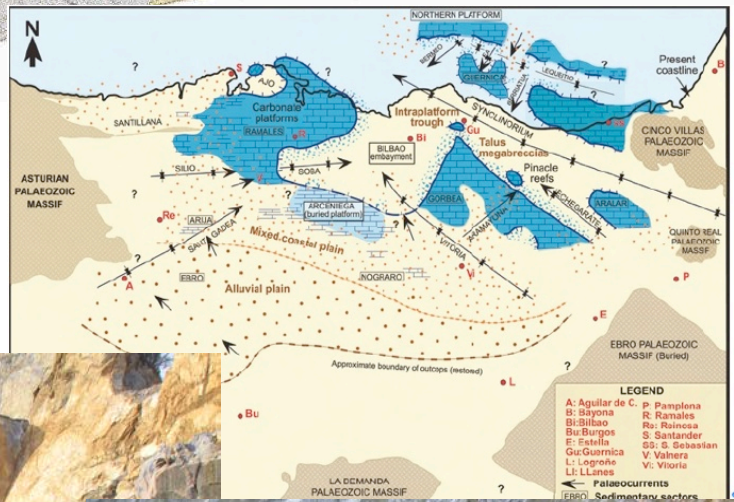 NORTHERN PLATFORM
N
BERMEO
GUERNICA
LEQUEITIO
Present
coastline
B
S
?
?
?
?
?
SANTILLANA
Carbonate
platforms
RAMALES
R
Intraplatform
trough
SYNCLINORIUM
Gu
Bi
BILBAO
embayment
Talus
megabreccias
CINCO VILLAS
PALAEOZOIC
MASSIF
Pinacle
reefs
ASTURIAN
PALAEOZOIC
MASSIF
SILIO
V
SOBA
GORBEA
ARAMAYONA
ECHEGARATE
ARALAR
ARCENIEGA
(buried platform)
Re
ARIJA
SANTA GADEA
Mixed coastal plain
VITORIA
QUINTO REAL
PALAEOZOIC
MASSIF
?
A
EBRO
NOGRARO
Vi
P
Alluvial plain
E
EBRO PALAEOZOIC
MASSIF (Buried)
Approximate boundary of outcops (restored)
?
L
Bu
LEGEND
A: Aguilar de C.
B: Bayona
Bi: Bilbao
Bu: Burgos
E: Estella
Gu: Guernica
L: Logroño
Ll: LLanes
P: Pamplona
R: Ramales
Re: Reinosa
S: Santander
SS: S. Sebastian
V: Valnera
Vi: Vitoria
Palaeocurrents
EBRO Sedimentary sectors
LA DEMANDA
PALAEOZOIC MASSIF
?